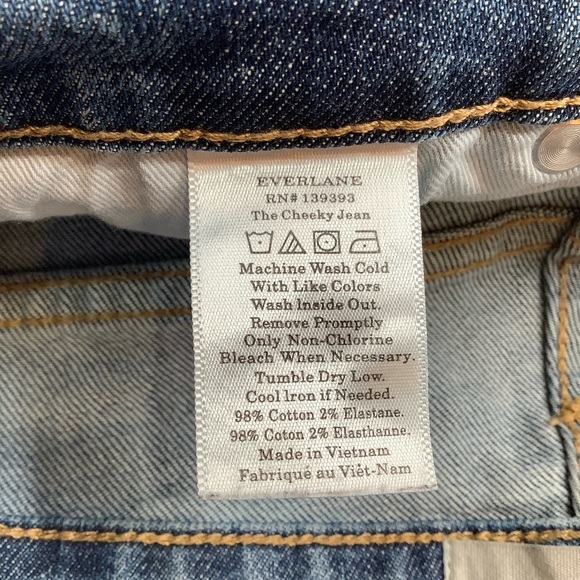 EVERLANE
RN# 139393
The Cheeky Jean
Machine Wash Cold
With Like Colors
Wash Inside Out.
Remove Promptly
Only Non-Chlorine
Bleach When Necessary.
Tumble Dry Low.
Cool Iron if Needed.
98% Cotton 2% Elastane.
98% Coton 2% Elasthanne.
Made in Vietnam
Fabriqué au Viêt-Nam